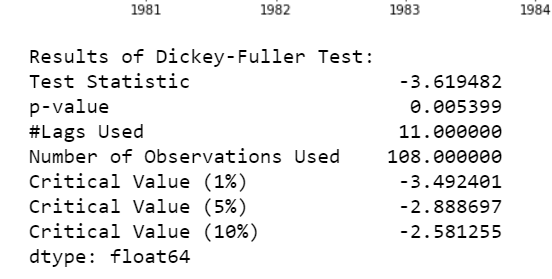 1981 1982 1983 1984
Results of Dickey-Fuller Test:
Test Statistic -3.619482
p-value 0.005399
#Lags Used 11.000000
Number of Observations Used 108.000000
Critical Value (1%) -3.492401
Critical Value (5%) -2.888697
Critical Value (10%) -2.581255
dtype: float64